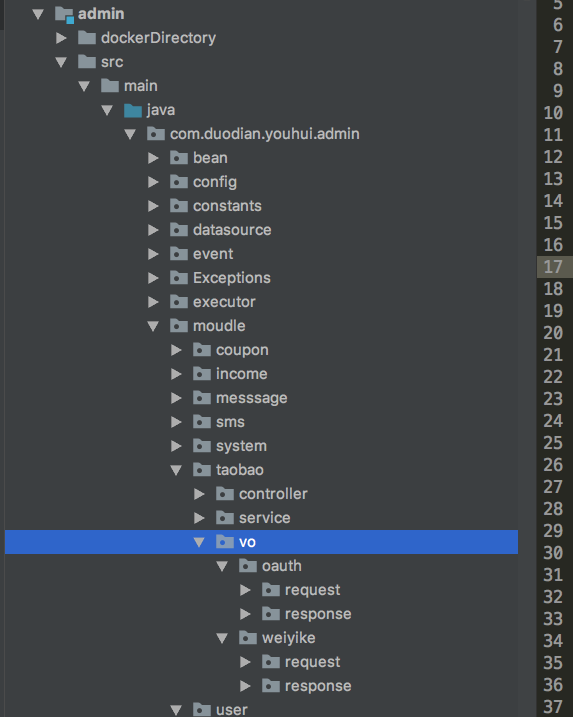 admin
dockerDirectory
src
main
java
com.duodian.youhui.admin
bean
config
constants
datasource
event
Exceptions
executor
moudle
coupon
income
messsage
sms
system
taobao
controller
service
vo
oauth
request
response
weiyike
request
response
user
5
6
7
8
9
10
11
12
13
14
15
16
17
18
19
20
21
22
23
24
25
26
27
28
29
30
31
32
33
34
35
36
37